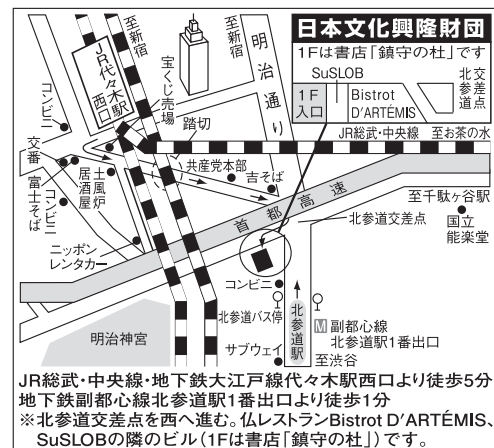 日本文化興隆財団
1Fは書店「鎮守の杜」です
SuSLOB
1F
入口
Bistrot
D'ARTÉMIS
北参道
交差点
至新宿
JR代々木駅
西口
至新宿
宝くじ売場
明治通り
踏切
コンビニ
交番
富士そば
コンビニ
居酒屋
土風炉
共産党本部
吉そば
JR総武・中央線
至お茶の水
首都高速
至千駄ヶ谷駅
北参道交差点
国立
能楽堂
ニッポン
レンタカー
コンビニ
北参道バス停
北参道駅
M 副都心線
北参道駅1番出口
明治神宮
サブウェイ
至渋谷
JR総武・中央線・地下鉄大江戸線代々木駅西口より徒歩5分
地下鉄副都心線北参道駅1番出口より徒歩1分
※北参道交差点を西へ進む。仏レストランBistrot D'ARTÉMIS、
SuSLOBの隣のビル(1Fは書店「鎮守の杜」)です。